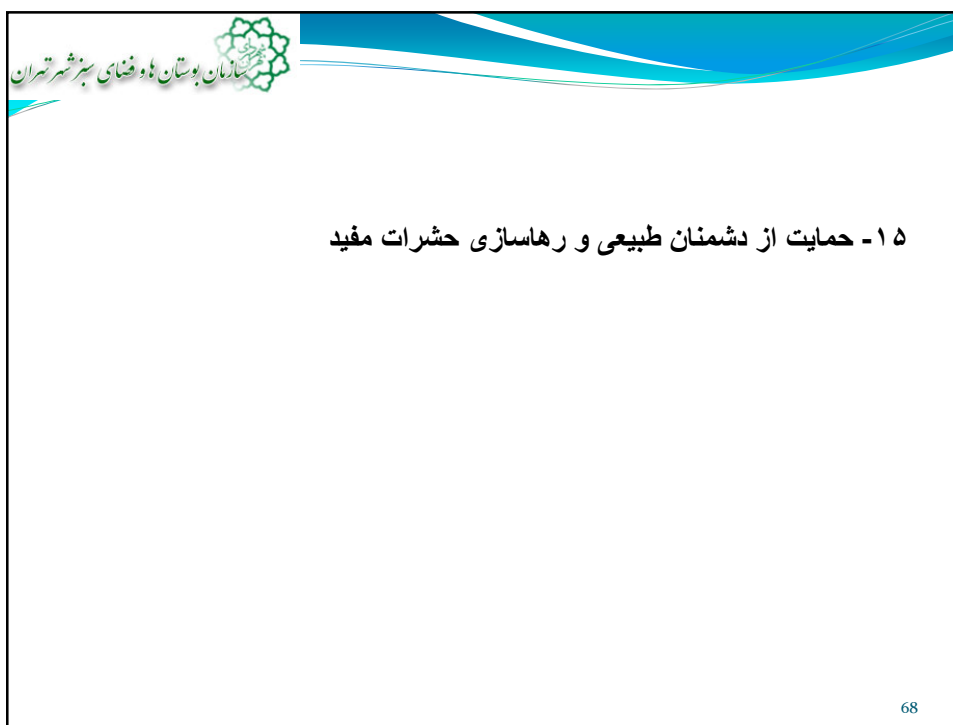 سازمان بوستان ها و فضای سبز شهر تهران
۱۵- حمایت از دشمنان طبیعی و رهاسازی حشرات مفید
68